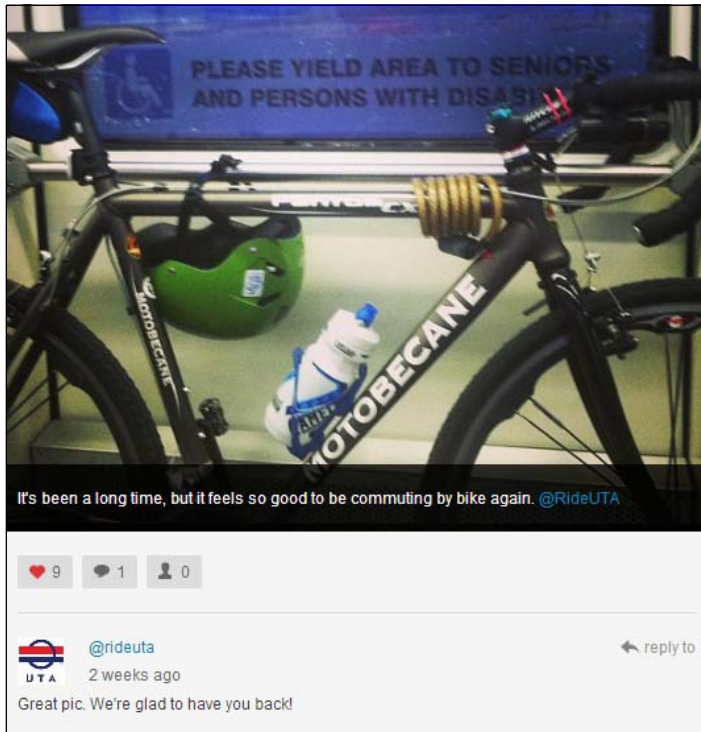 PLEASE YIELD AREA TO SENIORS
AND PERSONS WITH
CX
MOTOBECANE
MOTOBECANE
It's been a long time, but it feels so good to be commuting by bike again. @RideUTA
9 1 0
@rideuta
reply to
UTA
2 weeks ago
Great pic. We're glad to have you back!